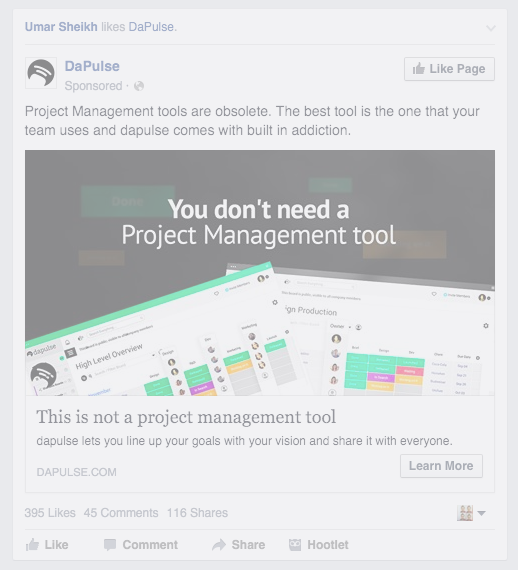 Umar Sheikh likes DaPulse.
DaPulse
Sponsored ·
Like Page
Project Management tools are obsolete. The best tool is the one that your
team uses and dapulse comes with built in addiction.
Done
You don't need a
Project Management tool
dapulse
High Level Overview
Design
gn Production
This is not a project management tool
dapulse lets you line up your goals with your vision and share it with everyone.
DAPULSE.COM
Learn More
395 Likes 45 Comments 116 Shares
Like Comment Share Hootlet